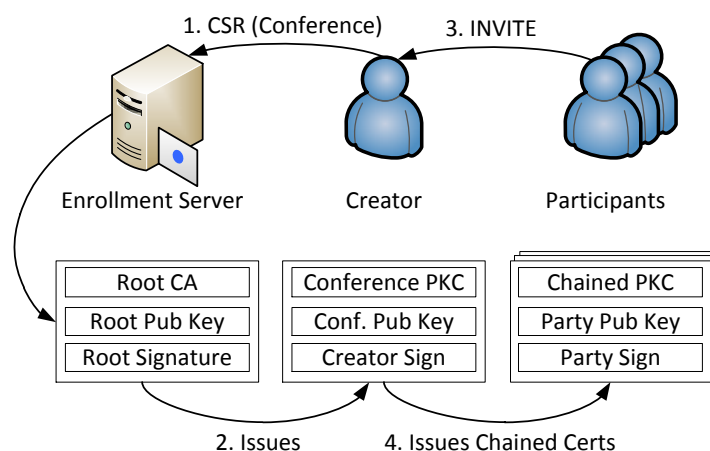 1. CSR (Conference)
3. INVITE
Enrollment Server
Creator
Participants
Root CA
Root Pub Key
Root Signature
Conference PKC
Conf. Pub Key
Creator Sign
Chained PKC
Party Pub Key
Party Sign
2. Issues
4. Issues Chained Certs